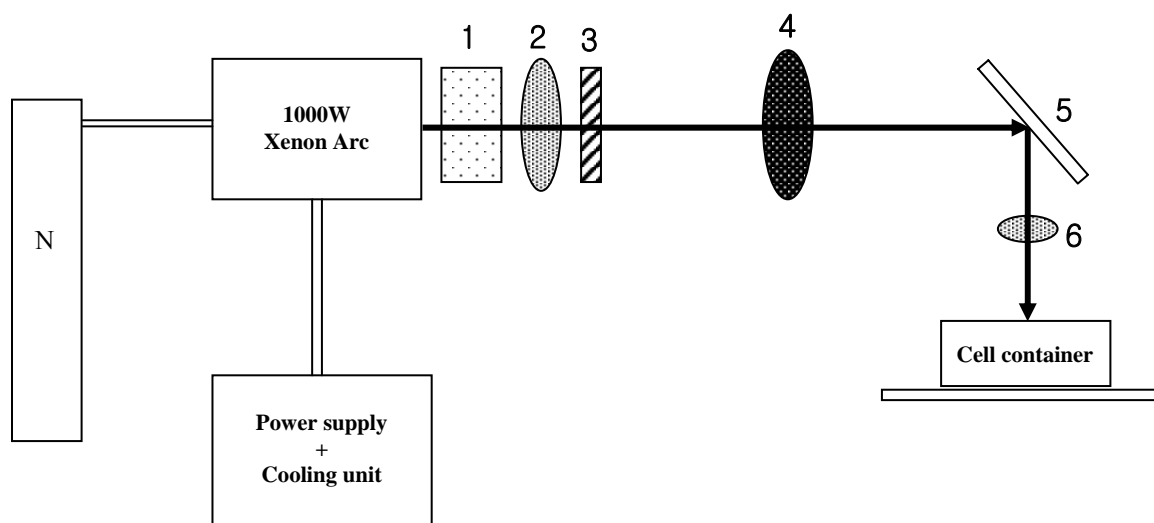 1 2 3 4
5
6
N
1000W
Xenon Arc
Power supply
+
Cooling unit
Cell container